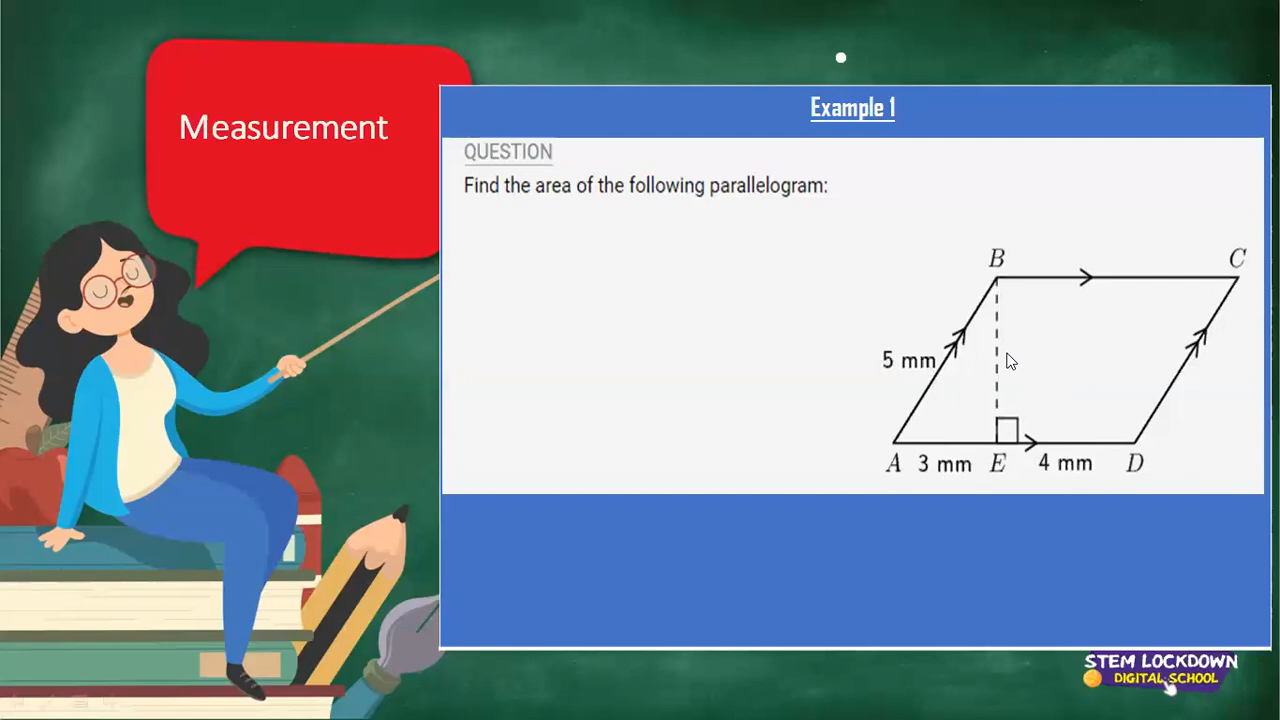 Measurement
Example 1
QUESTION
Find the area of the following parallelogram:
B
C
5 mm
A 3 mm E 4 mm D
STEM LOCKDOWN
DIGITAL SCHOOL